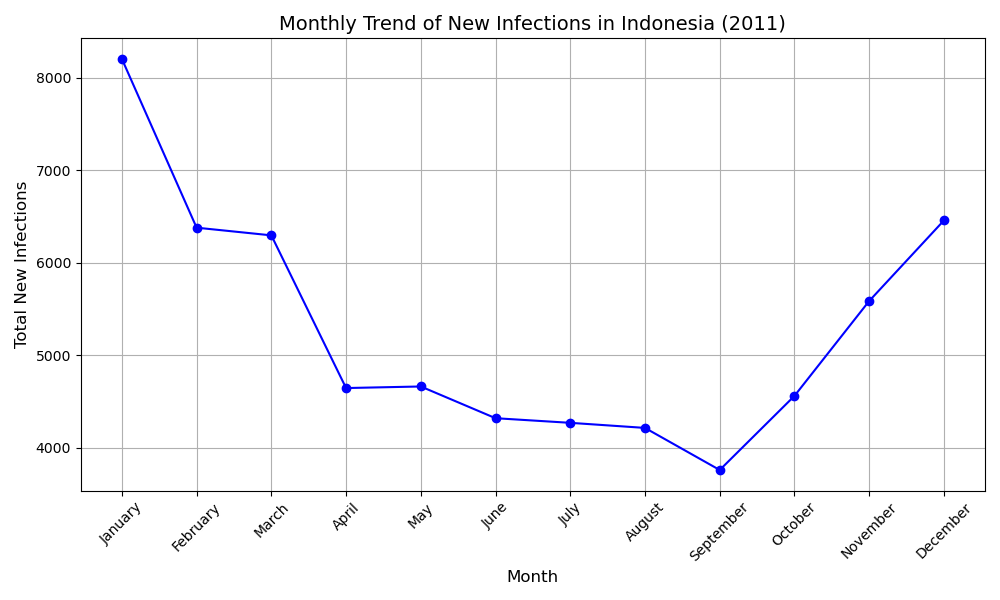 Monthly Trend of New Infections in Indonesia (2011)
Total New Infections
8000
7000
6000
5000
4000
January
February
March
April
May
June
July
August
September
October
November
December
Month